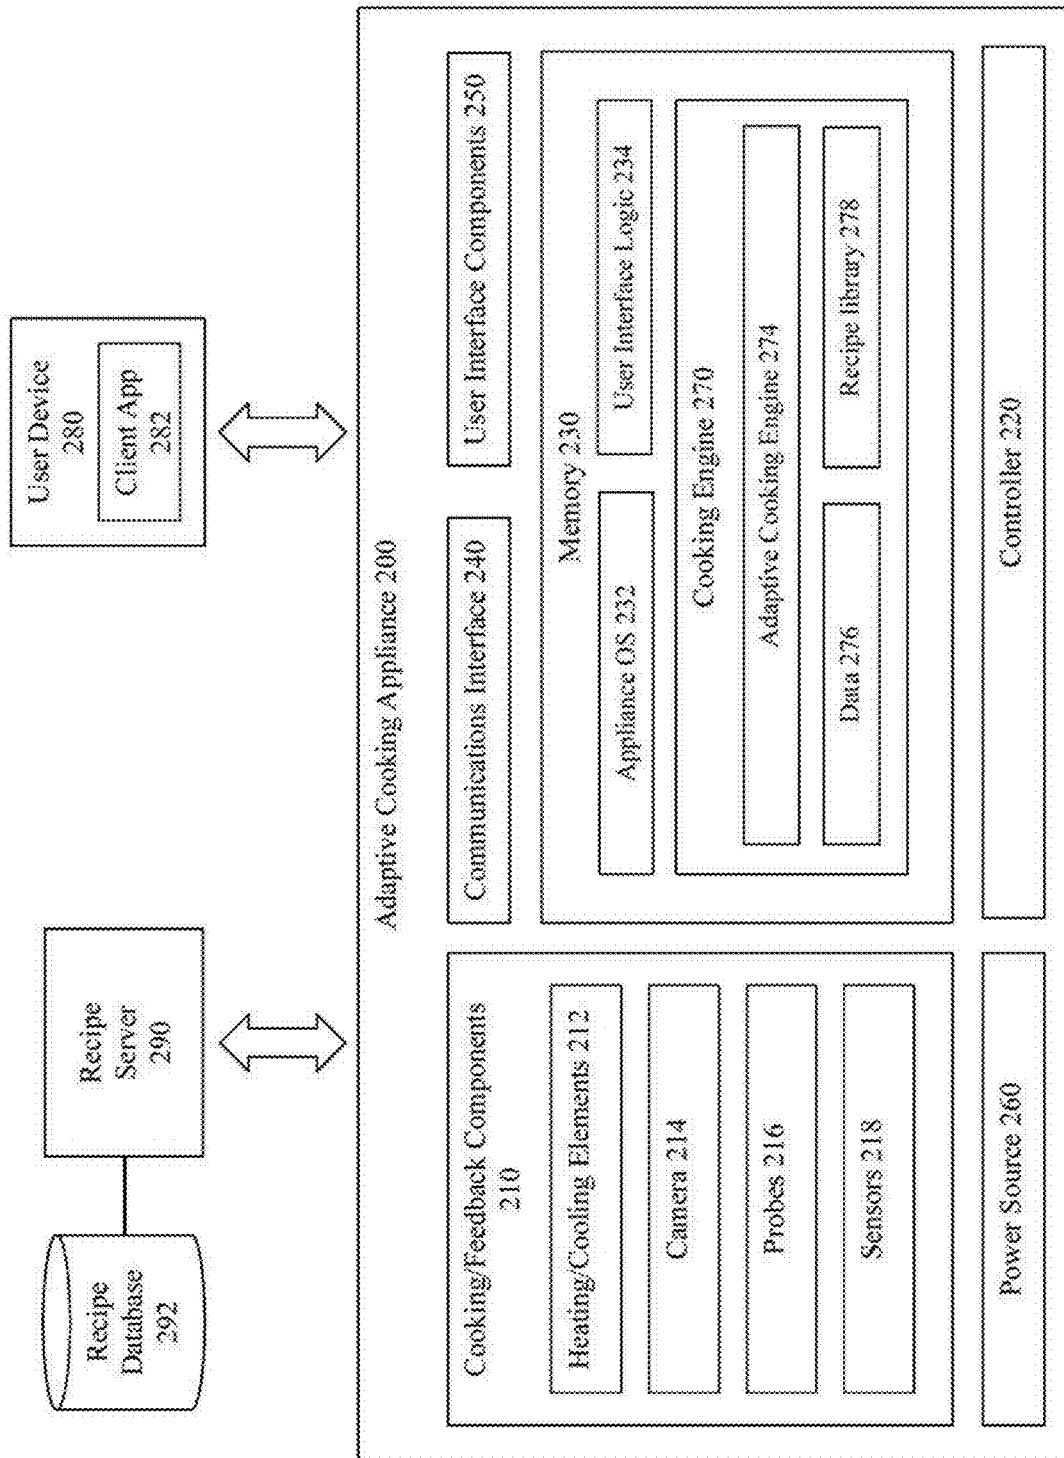 Recipe
Database
292
Recipe
Server
290
User Device
280
Client App
282
Adaptive Cooking Appliance 200
Cooking/Feedback Components
210
Heating/Cooling Elements 212
Camera 214
Probes 216
Sensors 218
Power Source 260
Communications Interface 240
User Interface Components 250
Memory 230
Appliance OS 232
User Interface Logic 234
Cooking Engine 270
Adaptive Cooking Engine 274
Data 276
Recipe library 278
Controller 220